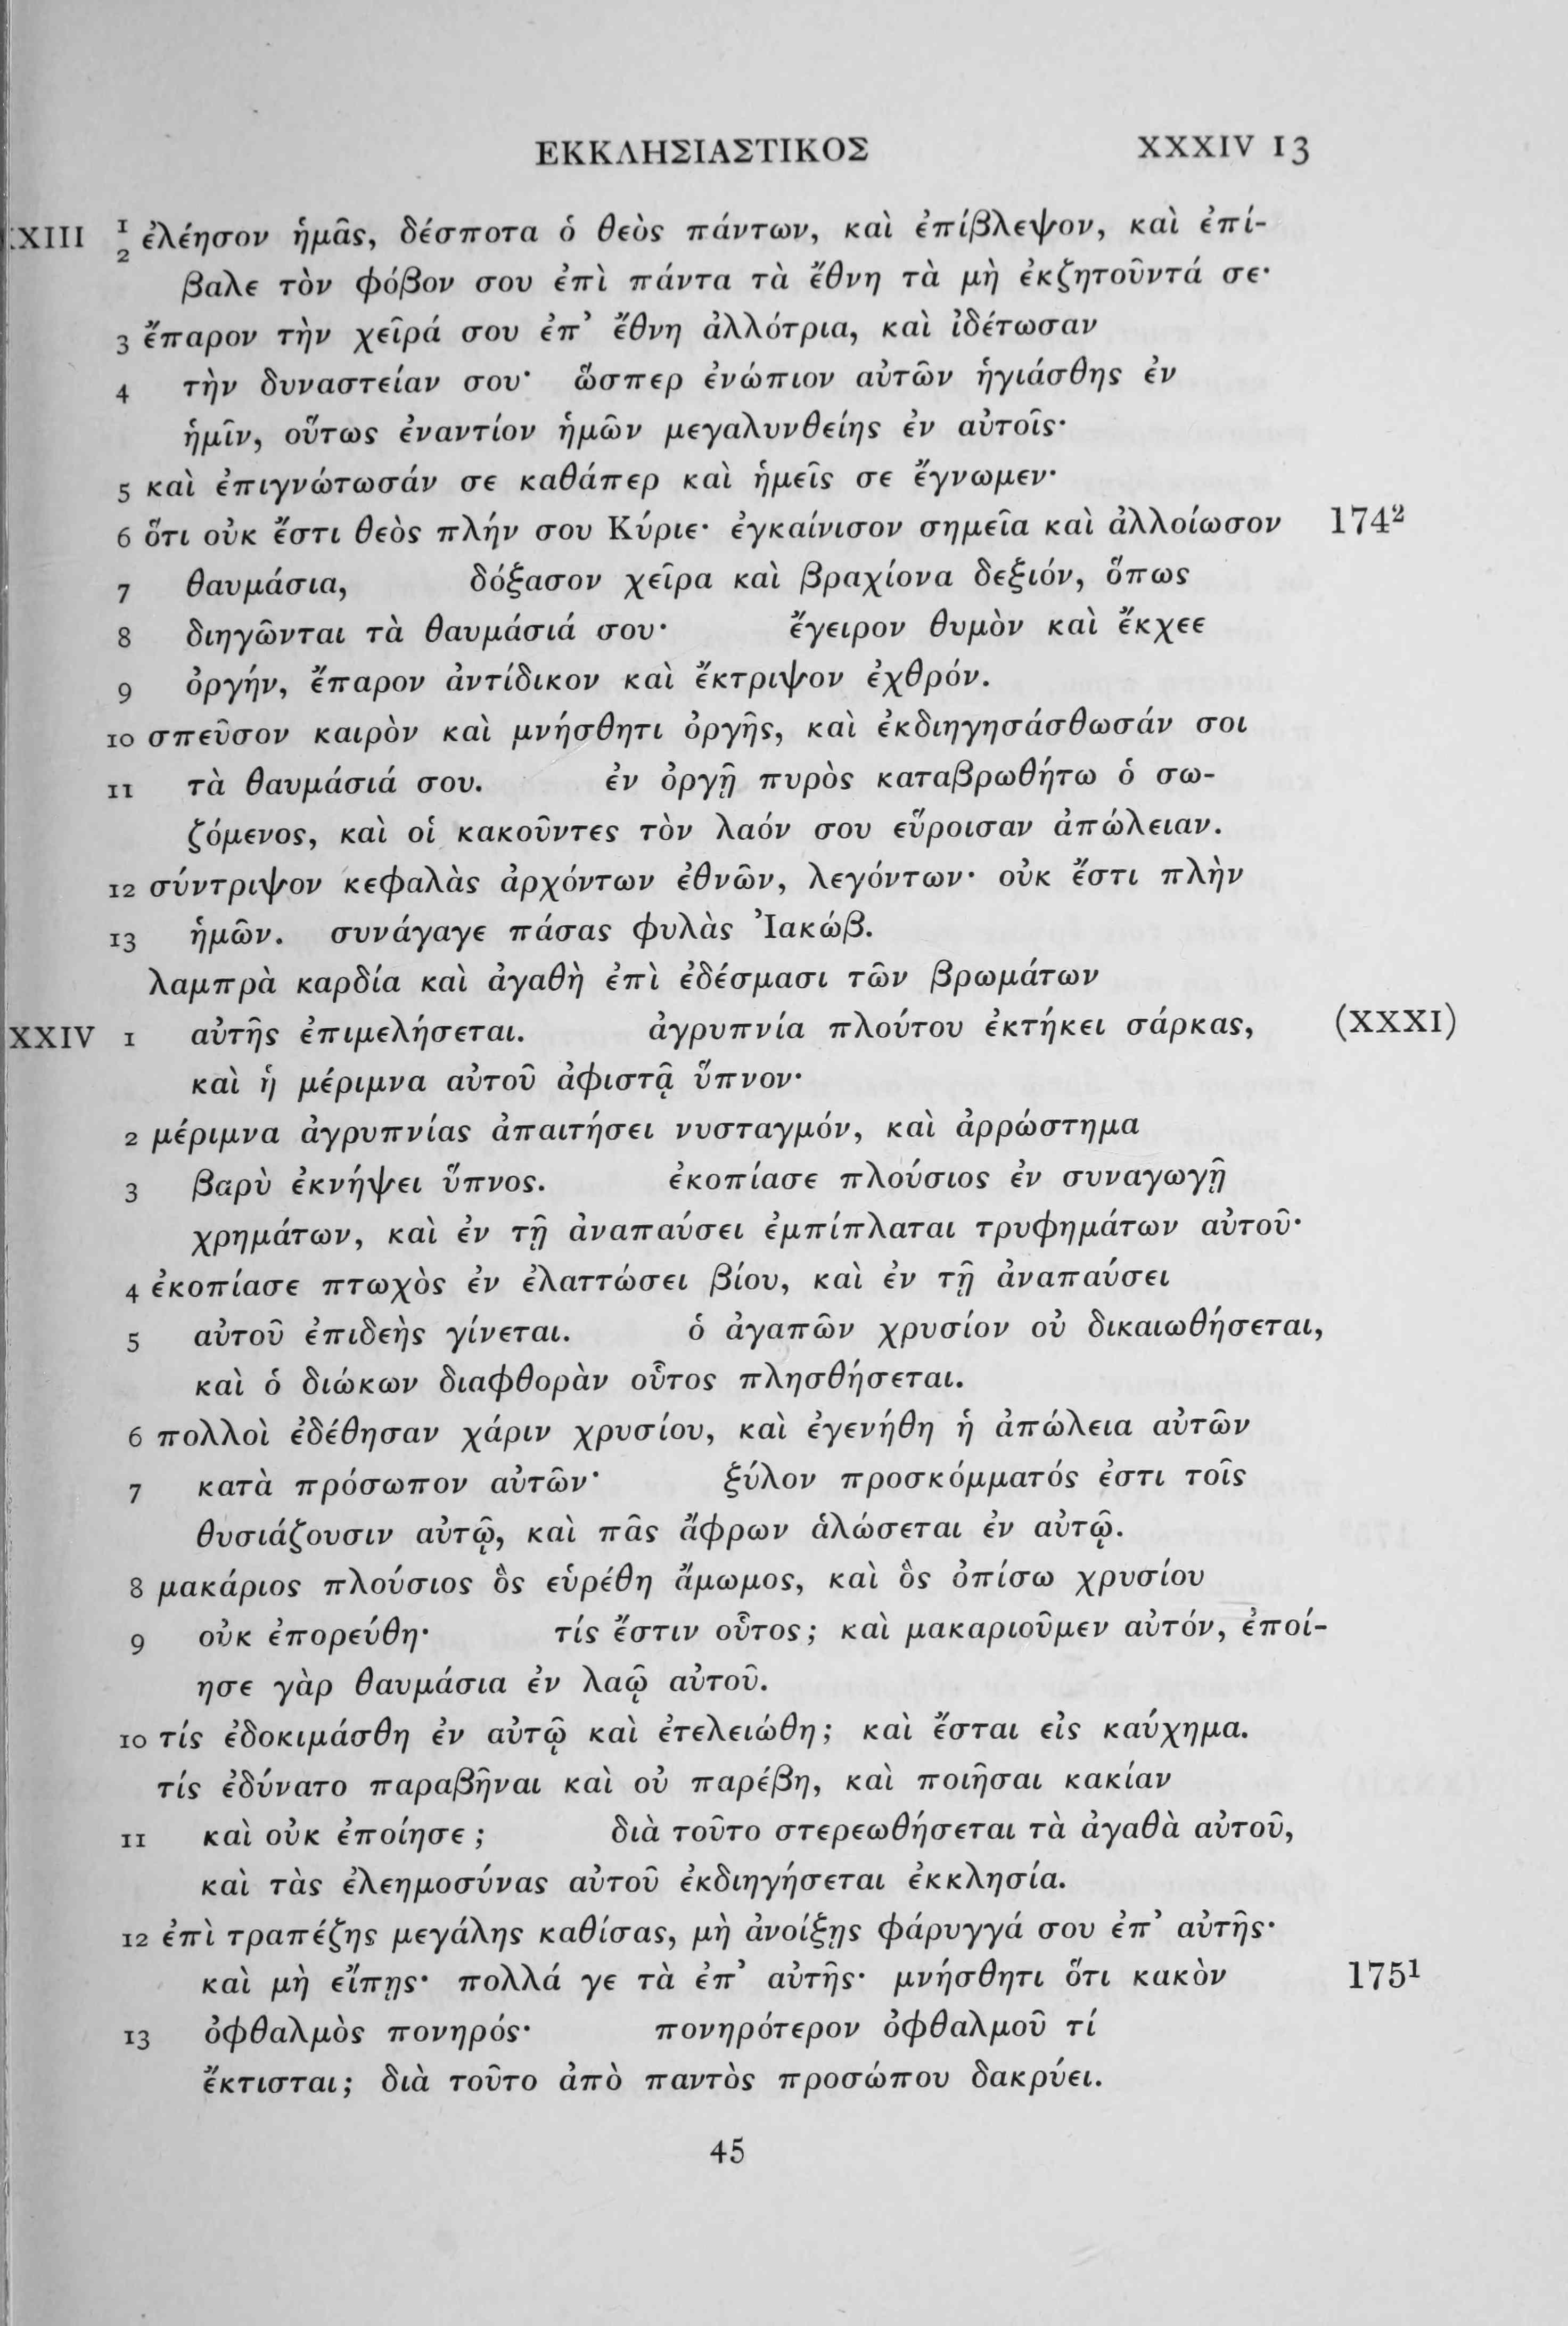 ΕΚΚΛΗΣΙΑΣΤΙΚΟΣ XXXIV 13
XXIII 1 2 ἐλέησον ἡμᾶς, δέσποτα ὁ θεὸς πάντων, καὶ ἐπίβλεψον, καὶ ἐπί-
βαλε τὸν φόβον σου ἐπὶ πάντα τὰ ἔθνη τὰ μὴ ἐκζητοῦντά σε·
3 ἔπαρον τὴν χεῖρά σου ἐπ’ ἔθνη ἀλλότρια, καὶ ἰδέτωσαν
4 τὴν δυναστείαν σου· ὥσπερ ἐνώπιον αὐτῶν ἡγιάσθης ἐν
ἡμῖν, οὕτως ἐναντίον ἡμῶν μεγαλυνθείης ἐν αὐτοῖς·
5 καὶ ἐπιγνώτωσάν σε καθάπερ καὶ ἡμεῖς σε ἔγνωμεν·
6 ὅτι οὐκ ἔστι θεὸς πλήν σου Κύριε· ἐγκαίνισον σημεῖα καὶ ἀλλοίωσον 174²
7 θαυμάσια, δόξασον χεῖρα καὶ βραχίονα δεξιόν, ὅπως
8 διηγῶνται τὰ θαυμάσιά σου· ἔγειρον θυμὸν καὶ ἔκχεε
9 ὀργήν, ἔπαρον ἀντίδικον καὶ ἔκτριψον ἐχθρόν.
10 σπεῦσον καιρὸν καὶ μνήσθητι ὀργῆς, καὶ ἐκδιηγησάσθωσάν σοι
11 τὰ θαυμάσιά σου. ἐν ὀργῇ πυρὸς καταβρωθήτω ὁ σω-
ζόμενος, καὶ οἱ κακοῦντες τὸν λαόν σου εὕροισαν ἀπώλειαν.
12 σύντριψον κεφαλὰς ἀρχόντων ἐθνῶν, λεγόντων· οὐκ ἔστι πλὴν
13 ἡμῶν. συνάγαγε πάσας φυλὰς Ἰακώβ.
λαμπρὰ καρδία καὶ ἀγαθὴ ἐπὶ ἐδέσμασι τῶν βρωμάτων
XXIV 1 αὐτῆς ἐπιμελήσεται. ἀγρυπνία πλούτου ἐκτήκει σάρκας, (XXXI)
καὶ ἡ μέριμνα αὐτοῦ ἀφιστᾷ ὕπνον·
2 μέριμνα ἀγρυπνίας ἀπαιτήσει νυσταγμόν, καὶ ἀρρώστημα
3 βαρὺ ἐκνήψει ὕπνος. ἐκοπίασε πλούσιος ἐν συναγωγῇ
χρημάτων, καὶ ἐν τῇ ἀναπαύσει ἐμπίπλαται τρυφημάτων αὐτοῦ·
4 ἐκοπίασε πτωχὸς ἐν ἐλαττώσει βίου, καὶ ἐν τῇ ἀναπαύσει
5 αὐτοῦ ἐπιδεὴς γίνεται. ὁ ἀγαπῶν χρυσίον οὐ δικαιωθήσεται,
καὶ ὁ διώκων διαφθορὰν οὗτος πλησθήσεται.
6 πολλοὶ ἐδέθησαν χάριν χρυσίου, καὶ ἐγενήθη ἡ ἀπώλεια αὐτῶν
7 κατὰ πρόσωπον αὐτῶν· ξύλον προσκόμματός ἐστι τοῖς
θυσιάζουσιν αὐτῷ, καὶ πᾶς ἄφρων ἁλώσεται ἐν αὐτῷ.
8 μακάριος πλούσιος ὃς εὑρέθη ἄμωμος, καὶ ὃς ὀπίσω χρυσίου
9 οὐκ ἐπορεύθη· τίς ἔστιν οὗτος; καὶ μακαριοῦμεν αὐτόν, ἐποί-
ησε γὰρ θαυμάσια ἐν λαῷ αὐτοῦ.
10 τίς ἐδοκιμάσθη ἐν αὐτῷ καὶ ἐτελειώθη; καὶ ἔσται εἰς καύχημα.
τίς ἐδύνατο παραβῆναι καὶ οὐ παρέβη, καὶ ποιῆσαι κακίαν
11 καὶ οὐκ ἐποίησε; διὰ τοῦτο στερεωθήσεται τὰ ἀγαθὰ αὐτοῦ,
καὶ τὰς ἐλεημοσύνας αὐτοῦ ἐκδιηγήσεται ἐκκλησία.
12 ἐπὶ τραπέζης μεγάλης καθίσας, μὴ ἀνοίξῃς φάρυγγά σου ἐπ’ αὐτῆς·
καὶ μὴ εἴπῃς· πολλά γε τὰ ἐπ’ αὐτῆς· μνήσθητι ὅτι κακὸν 175¹
13 ὀφθαλμὸς πονηρός· πονηρότερον ὀφθαλμοῦ τί
ἔκτισται; διὰ τοῦτο ἀπὸ παντὸς προσώπου δακρύει.
45